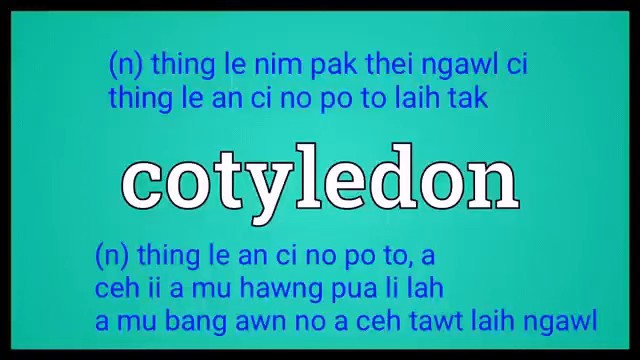 (n) thing le nim pak thei ngawl ci
thing le an ci no po to laih tak
cotyledon
(n) thing le an ci no po to, a
ceh ii a mu hawng pua li lah
a mu bang awn no a ceh tawt laih ngawl